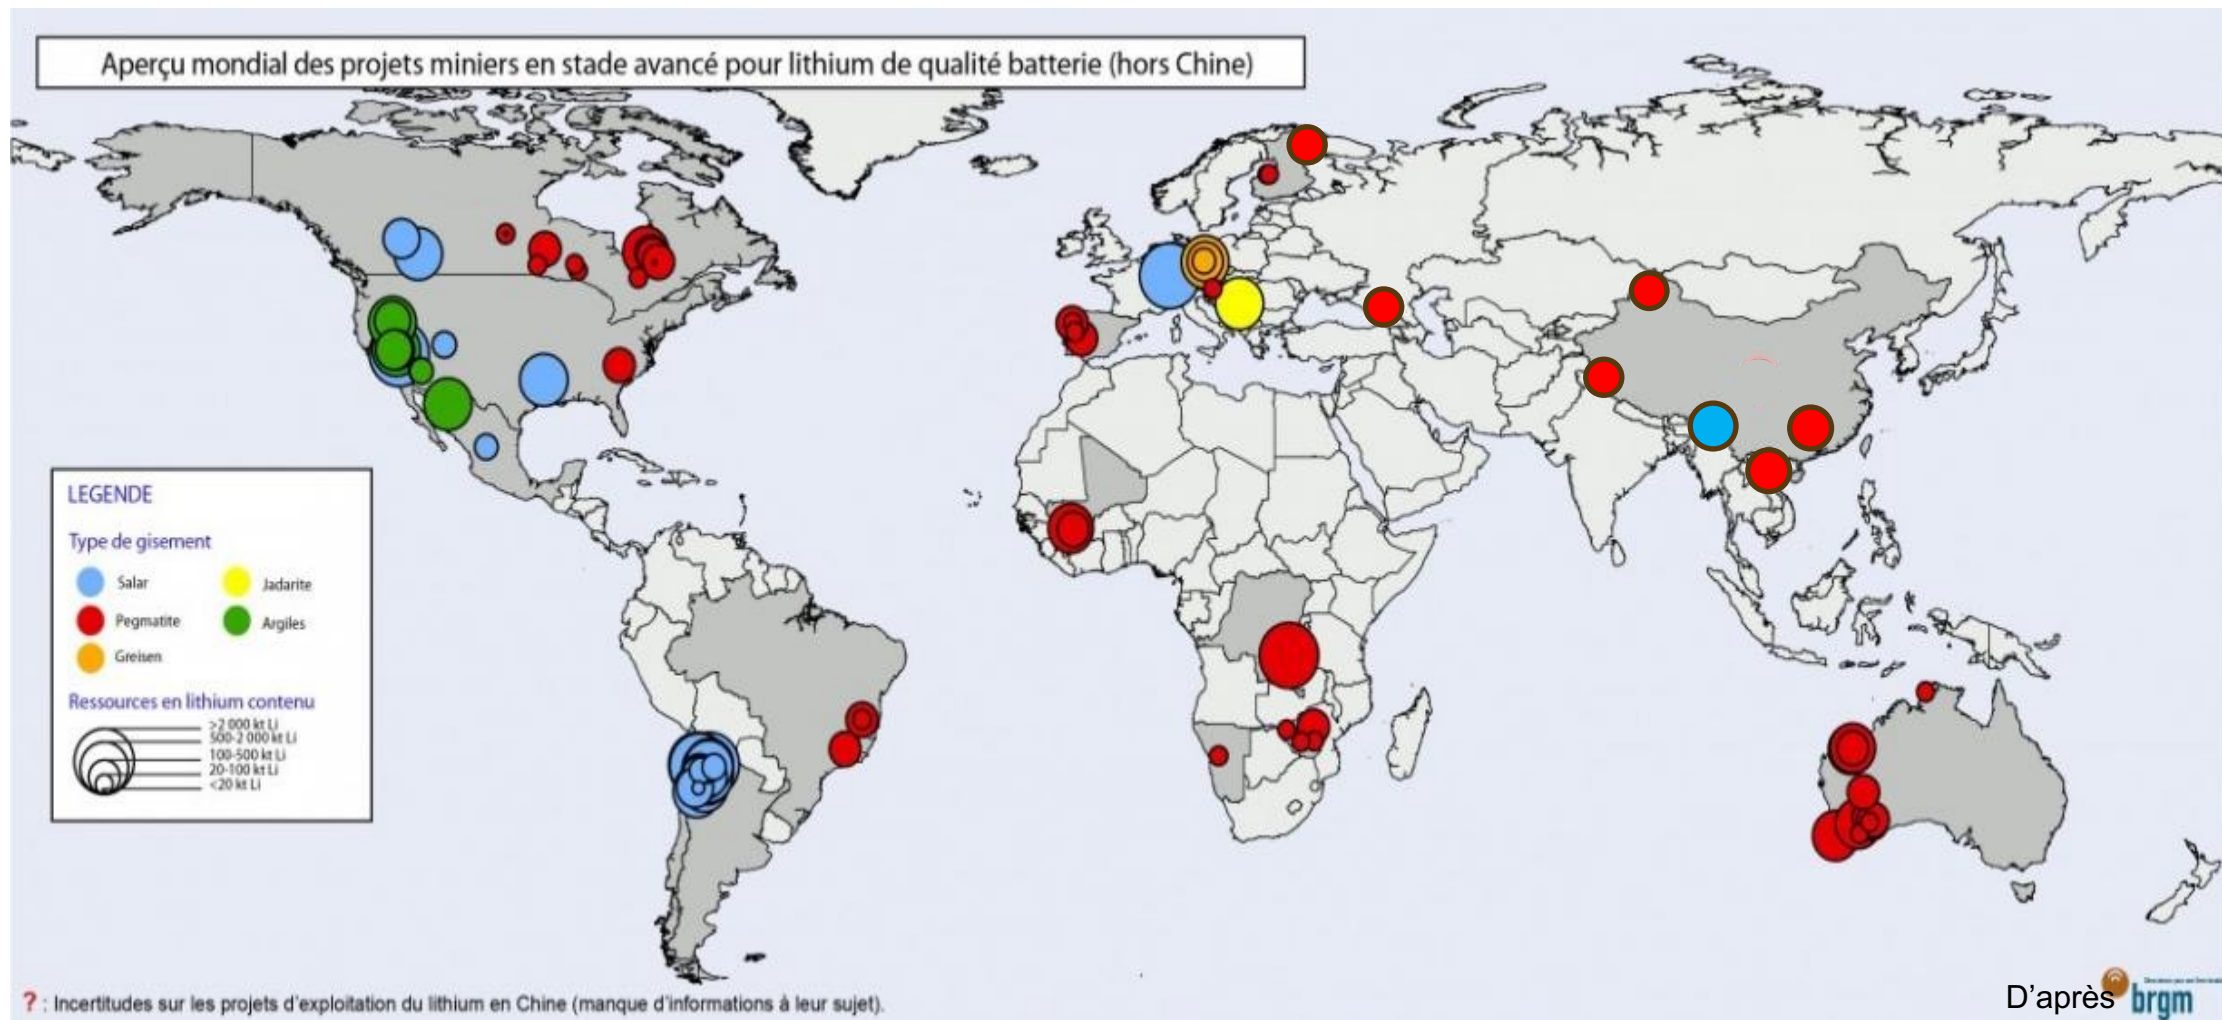 Aperçu mondial des projets miniers en stade avancé pour lithium de qualité batterie (hors Chine)
LEGENDE
Type de gisement
Salar
Jadarite
Pegmatite
Argiles
Greisen
Ressources en lithium contenu
>2 000 kt Li
500-2 000 kt Li
100-500 kt Li
20-100 kt Li
<20 kt Li
? : Incertitudes sur les projets d'exploitation du lithium en Chine (manque d'informations à leur sujet).
D'après
brgm